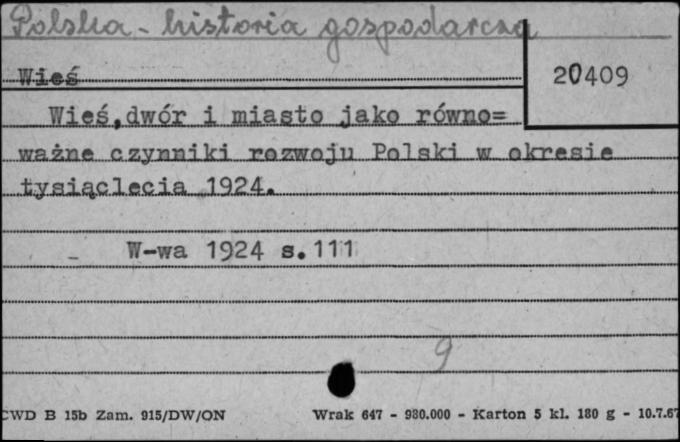 Polska - historia gospodarcza
Wieś
20409
Wieś,dwór i miasto jako równo=
ważne czynniki rozwoju Polski w okresie
tysiąclecia 1924.
- W-wa 1924 s.111
9
CWD B 15b Zam. 915/DW/ON Wrak 647 - 980.000 - Karton 5 kl. 180 g - 10.7.67